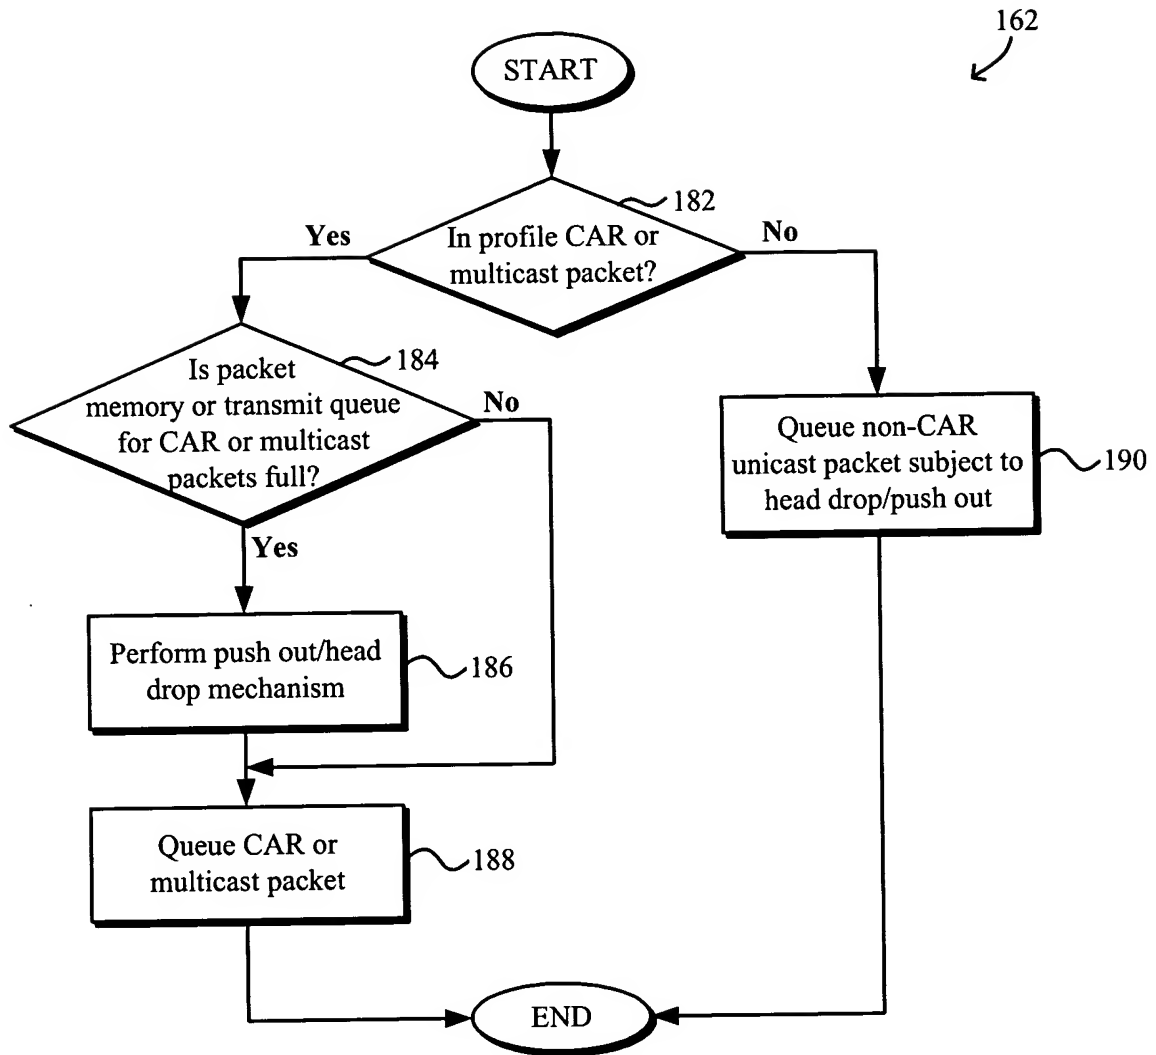 162
START
182
Yes
In profile CAR or
multicast packet?
No
184
Is packet
memory or transmit queue
for CAR or multicast
packets full?
No
Queue non-CAR
unicast packet subject to
head drop/push out
190
Yes
Perform push out/head
drop mechanism
186
Queue CAR or
multicast packet
188
END